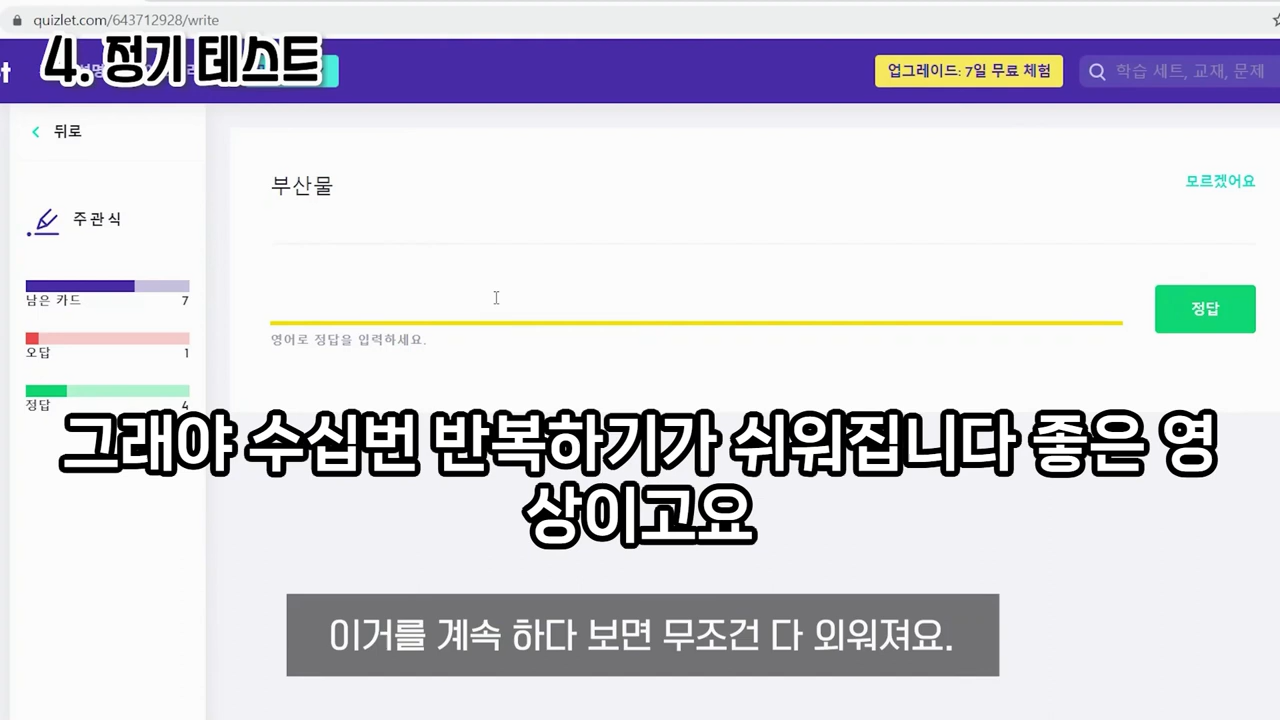 quizlet.com/643712928/write
4. 정기 테스트
업그레이드: 7일 무료 체험
학습 세트, 교재, 문제
뒤로
부산물
모르겠어요
주관식
남은 카드 7
정답
영어로 정답을 입력하세요.
오답 1
정답 4
그래야 수십번 반복하기가 쉬워집니다 좋은 영
상이고요
이거를 계속 하다 보면 무조건 다 외워져요.